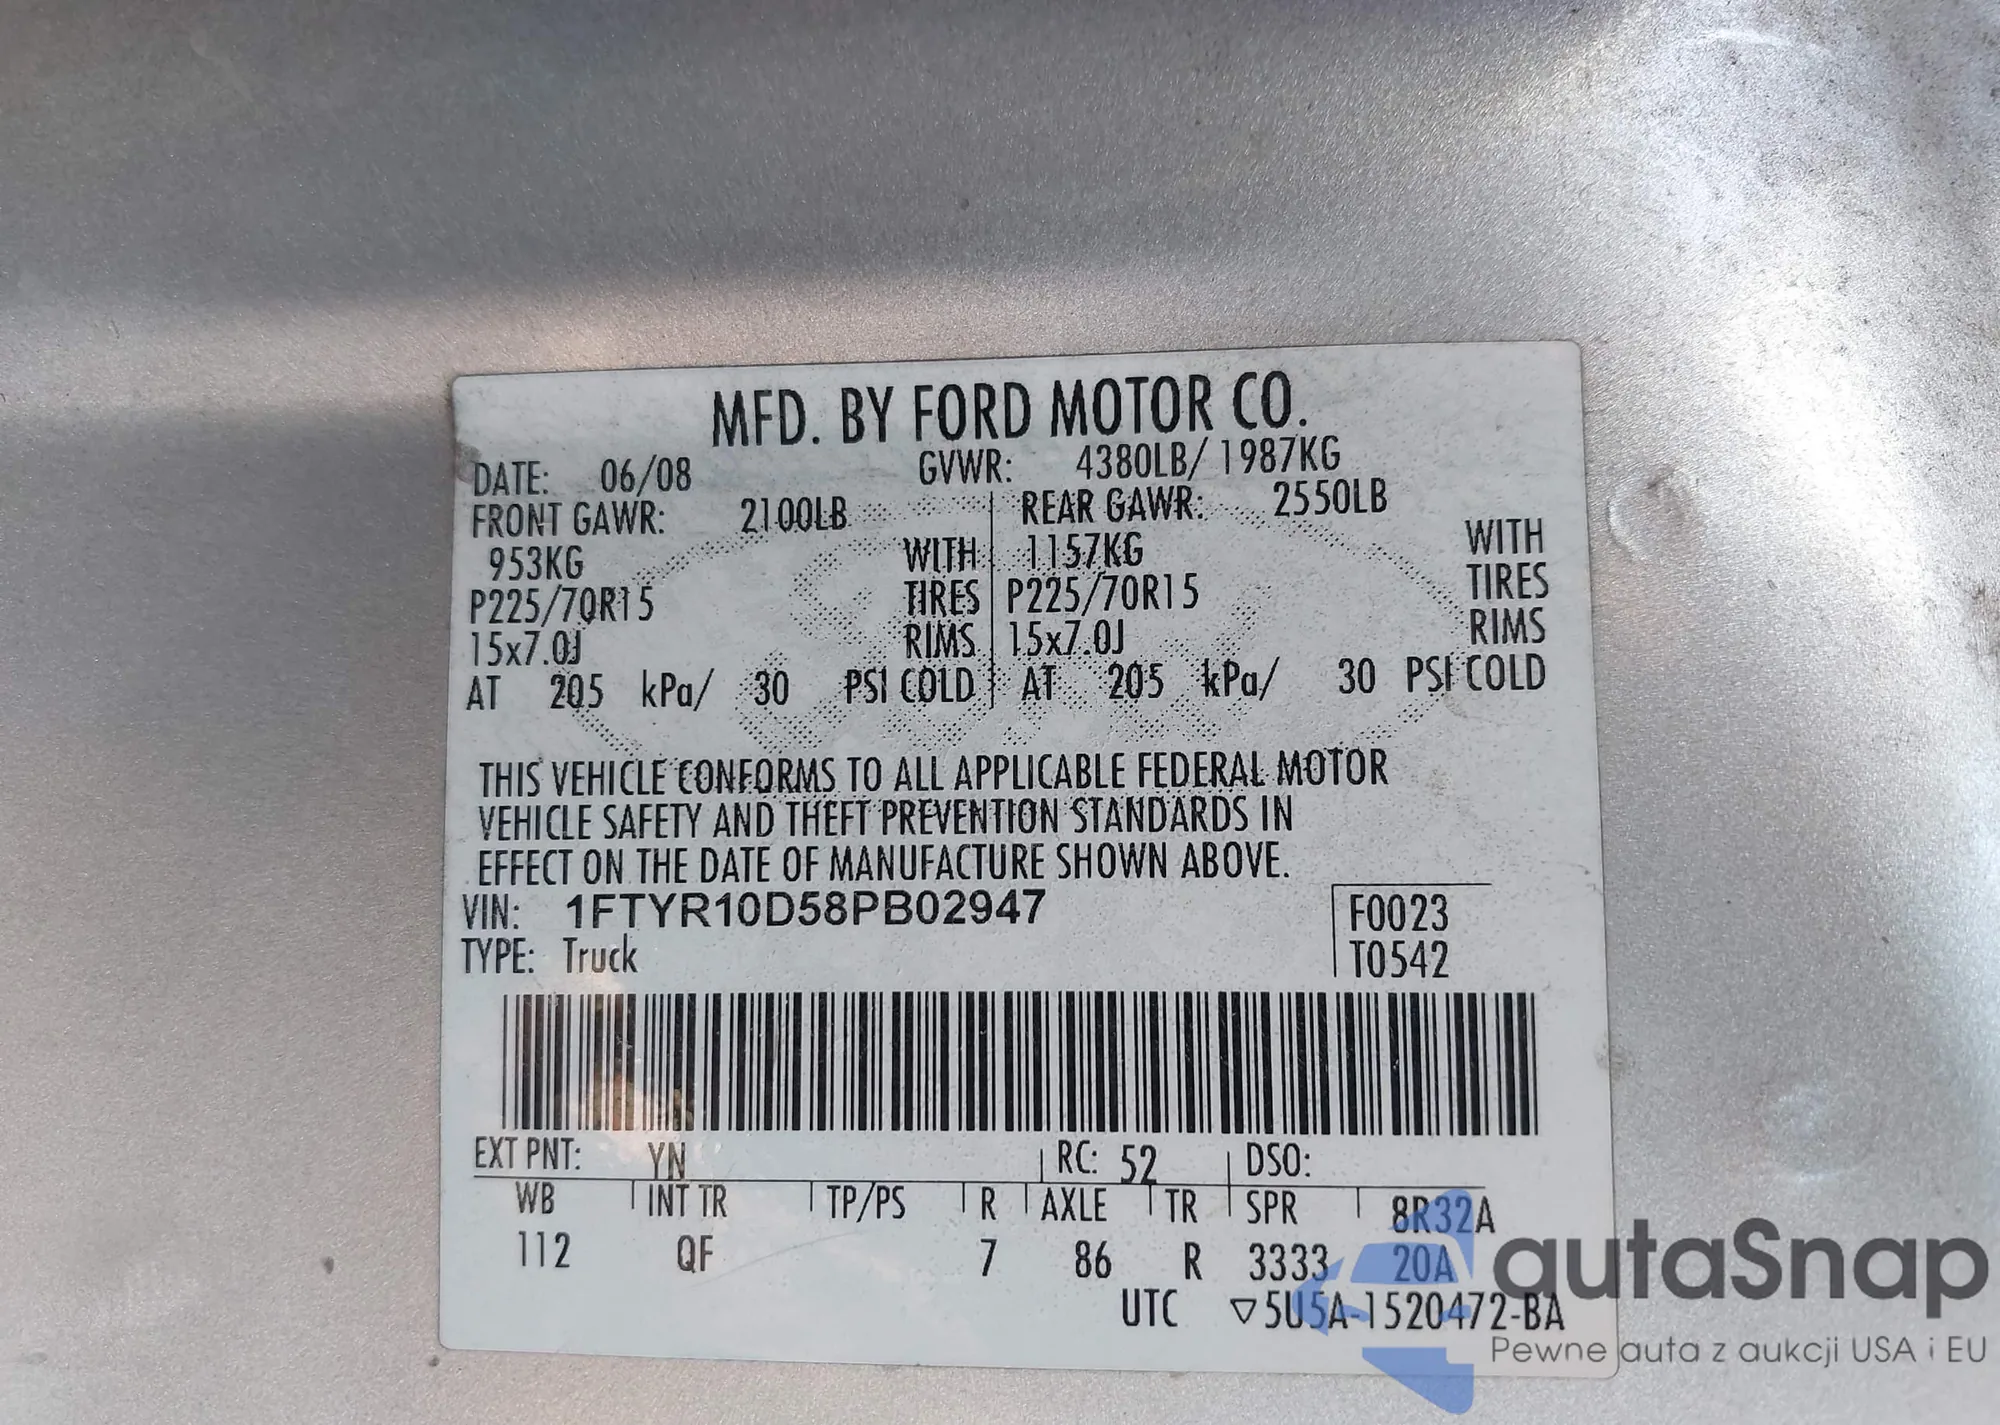 MFD. BY FORD MOTOR CO.
DATE: 06/08 GVWR: 4380LB/ 1987KG
FRONT GAWR: 2100LB REAR GAWR: 2550LB
953KG WITH 1157KG WITH
P225/70R15 TIRES P225/70R15 TIRES
15x7.0J RIMS 15x7.0J RIMS
AT 205 kPa/ 30 PSI COLD AT 205 kPa/ 30 PSI COLD
THIS VEHICLE CONFORMS TO ALL APPLICABLE FEDERAL MOTOR
VEHICLE SAFETY AND THEFT PREVENTION STANDARDS IN
EFFECT ON THE DATE OF MANUFACTURE SHOWN ABOVE.
VIN: 1FTYR10D58PB02947 F0023
TYPE: Truck T0542
EXT PNT: YN RC: 52 DSO:
WB INT TR TP/PS R AXLE TR SPR 8R32A
112 QF 7 86 R 3333 20A
UTC ▽5U5A-1520472-BA
autaSnap
Pewne auta z aukcji USA i EU